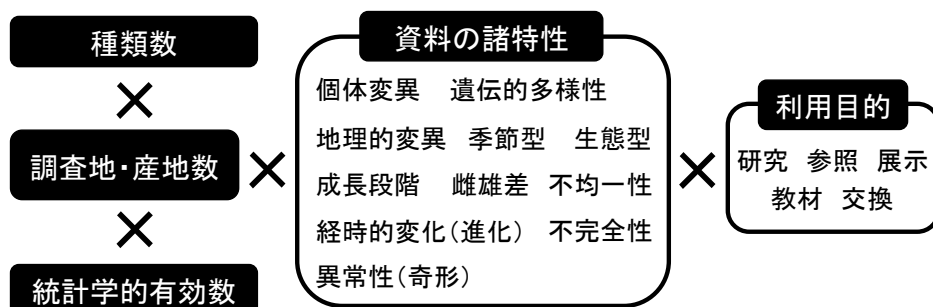 種類数
×
調査地・産地数
×
統計学的有効数
×
資料の諸特性
個体変異 遺伝的多様性
地理的変異 季節型 生態型
成長段階 雌雄差 不均一性
経時的変化(進化) 不完全性
異常性(奇形)
×
利用目的
研究 参照 展示
教材 交換